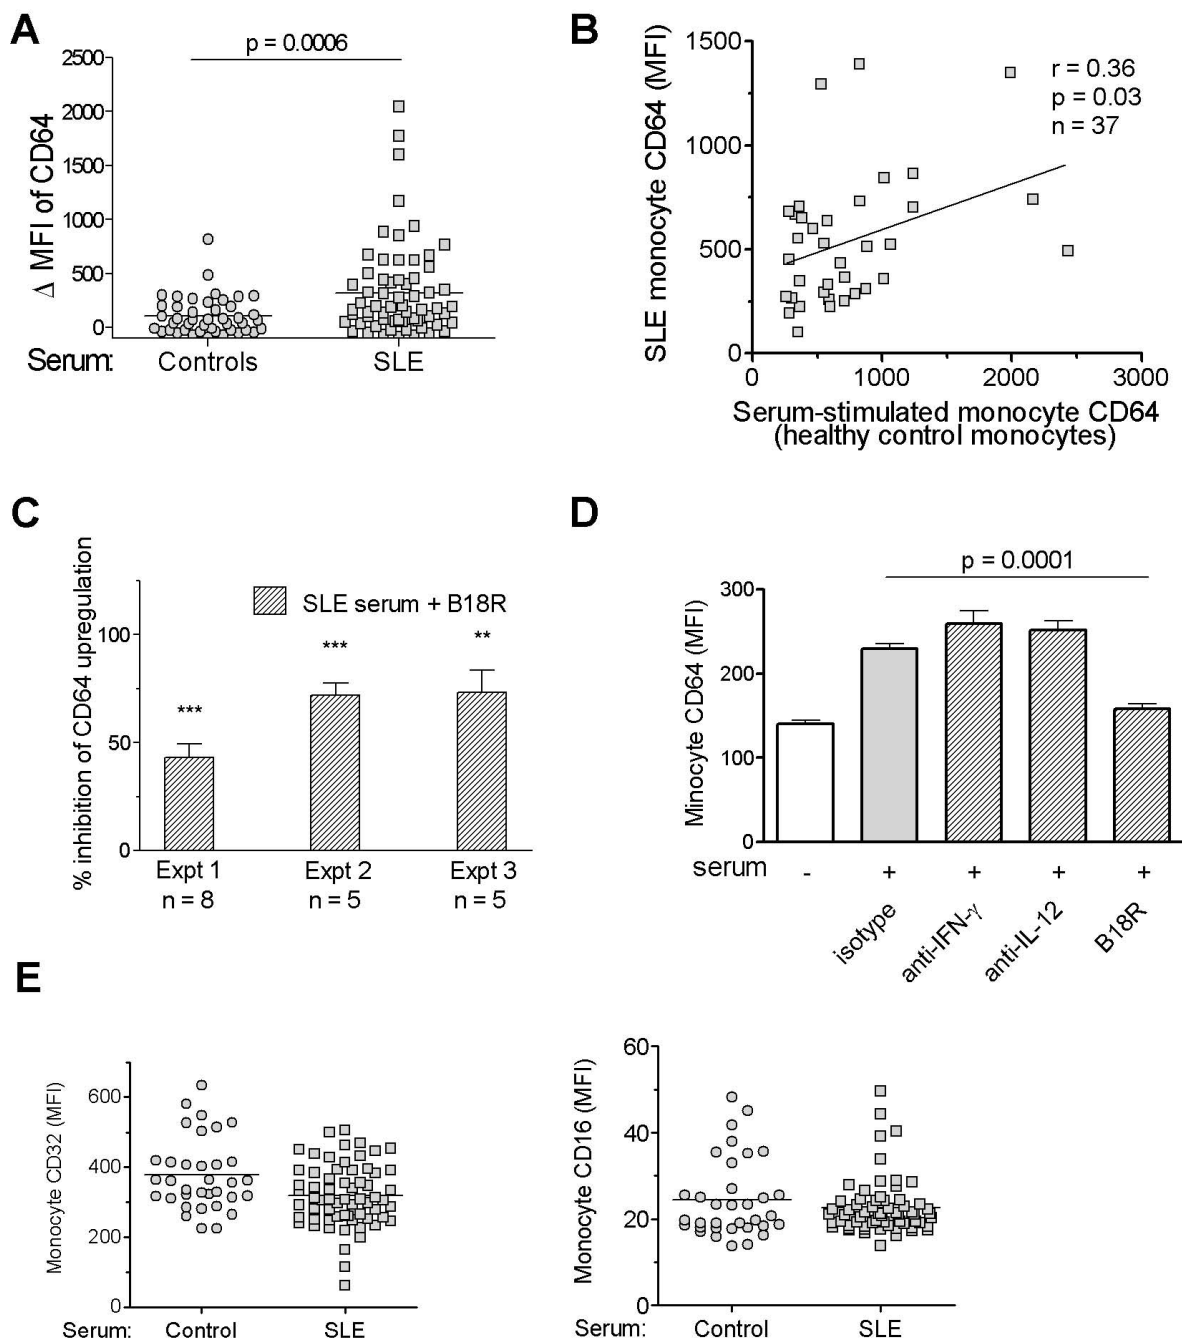 A
p = 0.0006
2500
2000
1500
1000
500
0
Δ MFI of CD64
Serum:
Controls
SLE
B
1500
1000
500
0
SLE monocyte CD64 (MFI)
r = 0.36
p = 0.03
n = 37
0
1000
2000
3000
Serum-stimulated monocyte CD64
(healthy control monocytes)
C
% inhibition of CD64 upregulation
SLE serum + B18R
100
50
0
***
***
**
Expt 1
Expt 2
Expt 3
n = 8
n = 5
n = 5
D
p = 0.0001
300
200
100
0
Minocyte CD64 (MFI)
serum
-
+
+
+
+
isotype
anti-IFN-γ
anti-IL-12
B18R
E
Monocyte CD32 (MFI)
600
400
200
0
Serum:
Control
SLE
Monocyte CD16 (MFI)
60
40
20
0
Serum:
Control
SLE